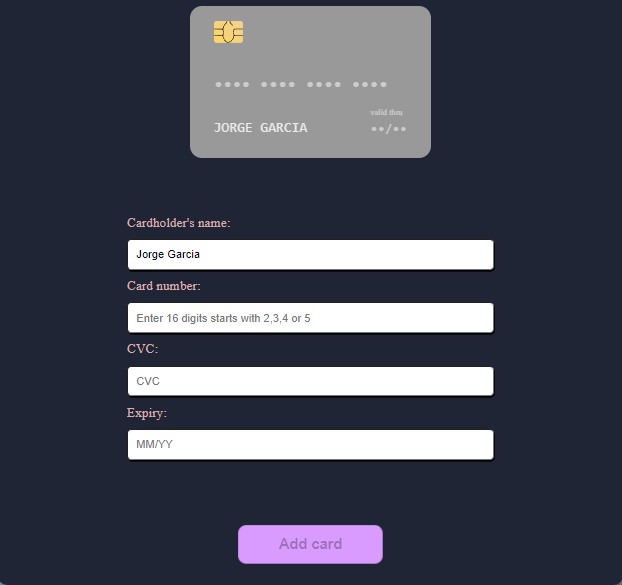 •••• •••• •••• ••••
valid thru
JORGE GARCIA ••/••
Cardholder's name:
Jorge Garcia
Card number:
Enter 16 digits starts with 2,3,4 or 5
CVC:
CVC
Expiry:
MM/YY
Add card